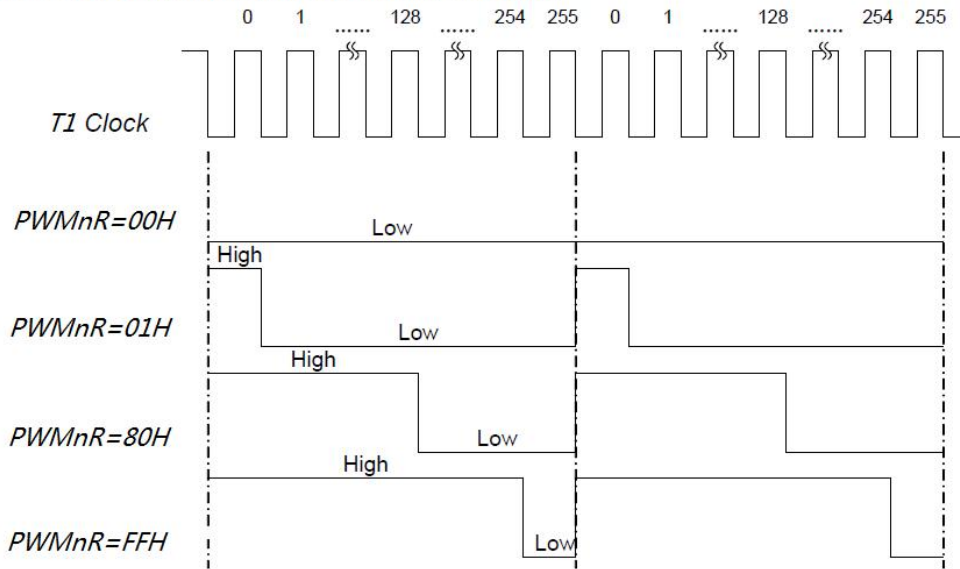 0 1 ...... 128 ...... 254 255 0 1 ...... 128 ...... 254 255
T1 Clock
PWMnR=00H
Low
High
PWMnR=01H
Low
High
PWMnR=80H
Low
High
PWMnR=FFH
Low